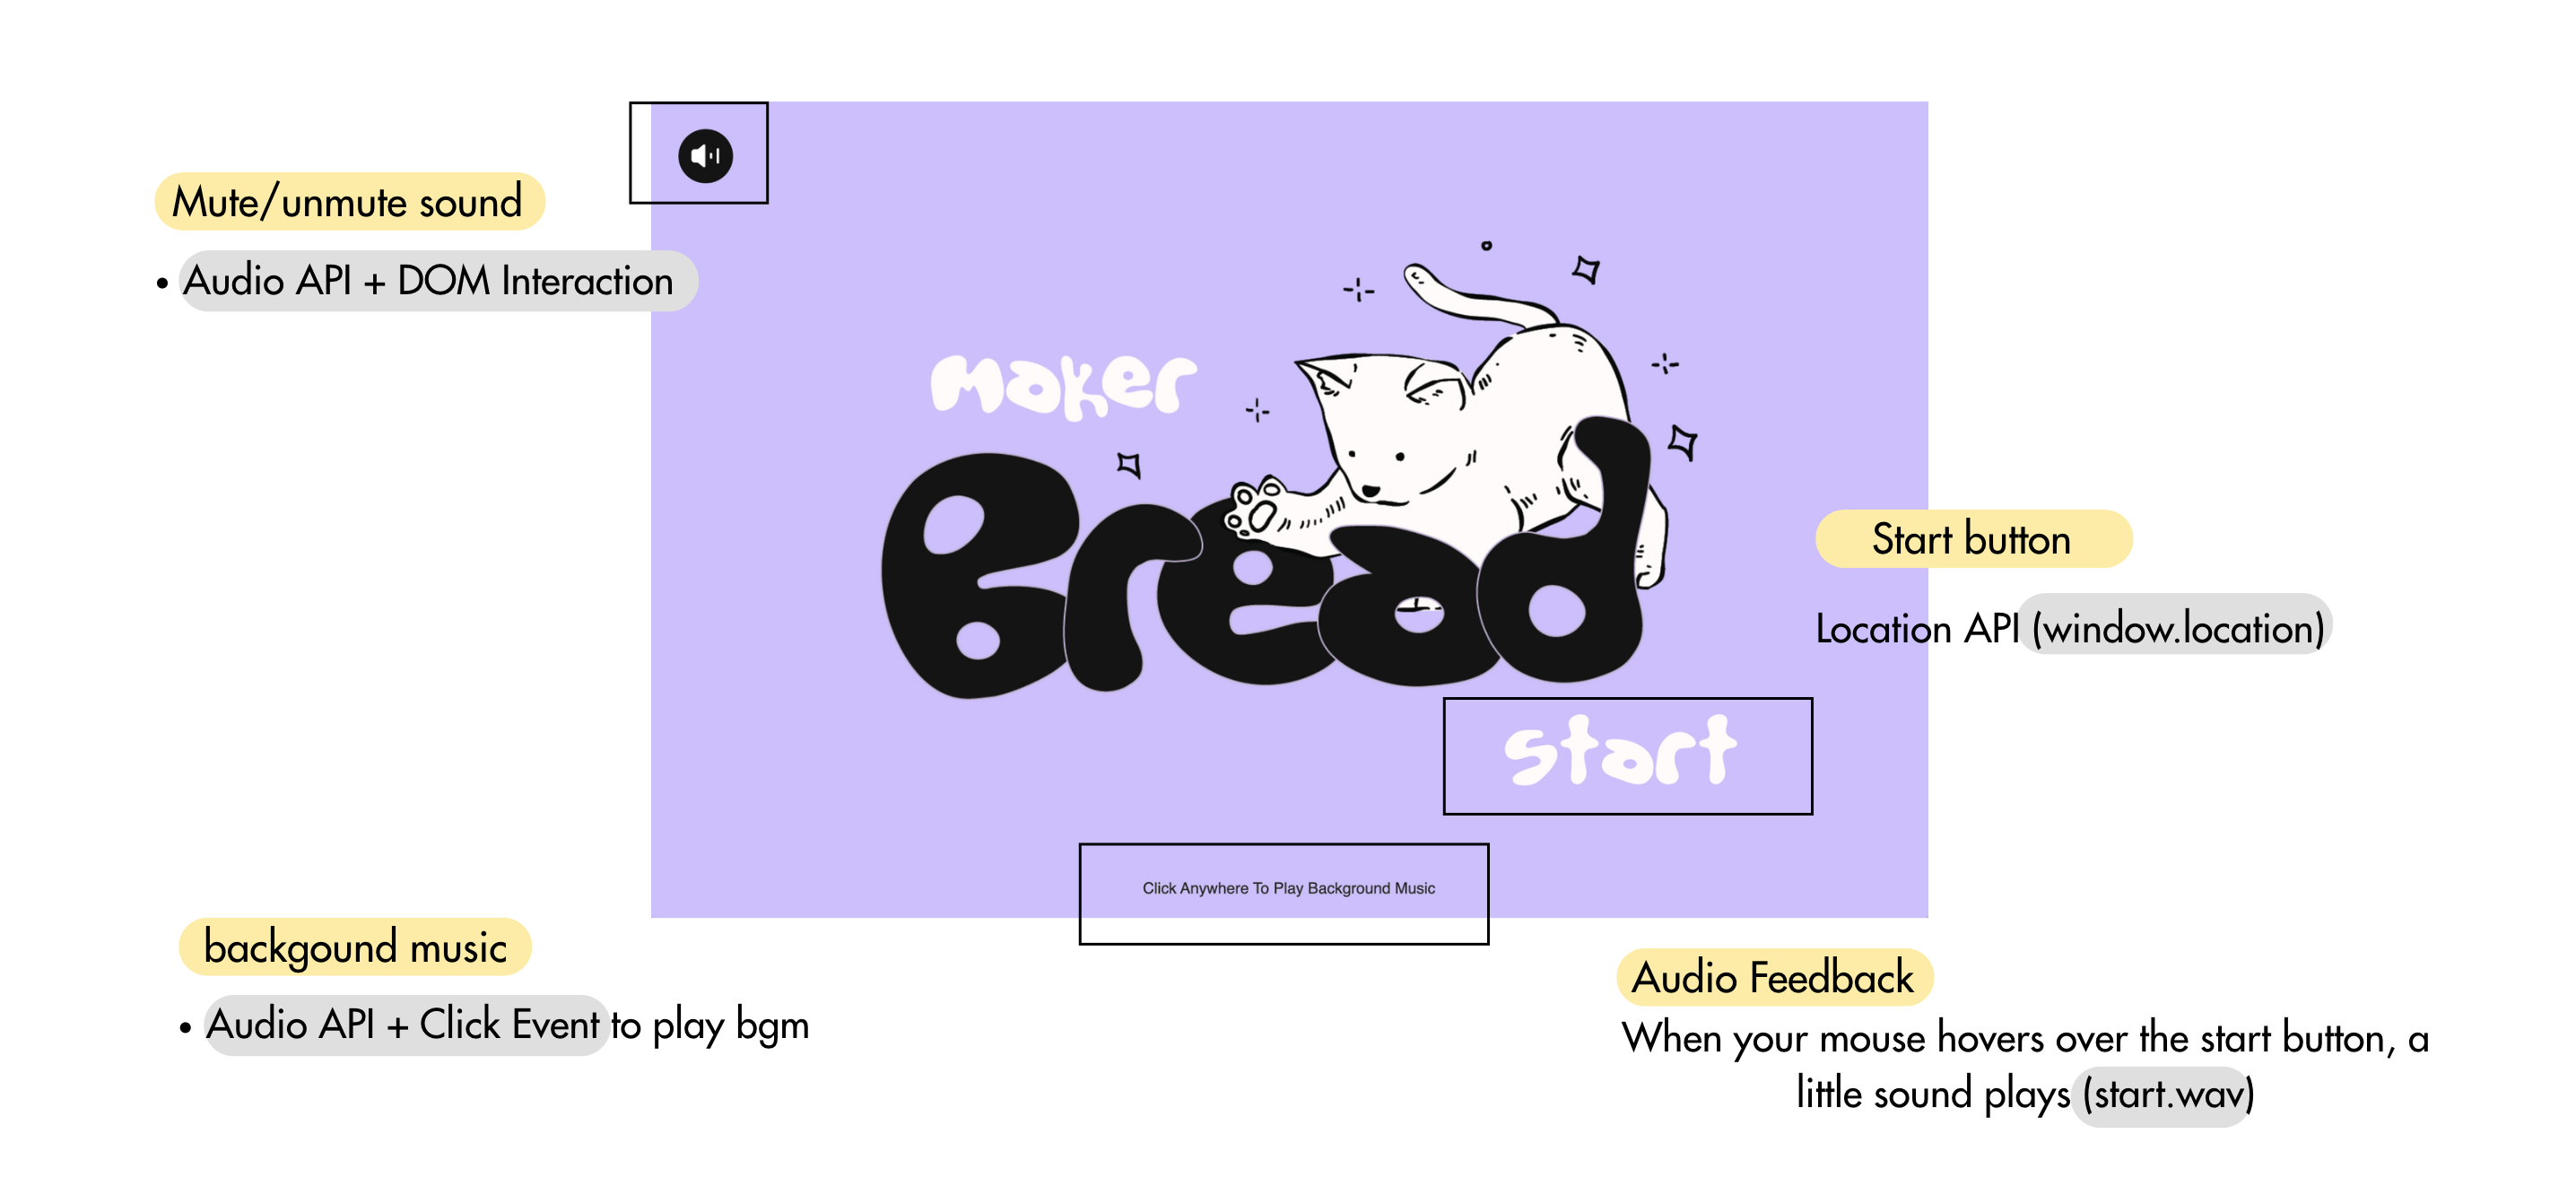 Mute/unmute sound
• Audio API + DOM Interaction
maker
Bread
start
Click Anywhere To Play Background Music
Start button
Location API (window.location)
backgound music
• Audio API + Click Event to play bgm
Audio Feedback
When your mouse hovers over the start button, a
little sound plays (start.wav)